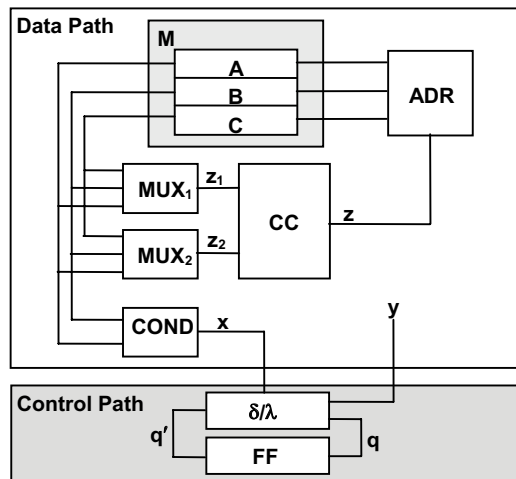 Data Path
M
A
B
C
ADR
MUX₁
z₁
CC
z
MUX₂
z₂
COND
x
y
Control Path
δ/λ
q′
q
FF